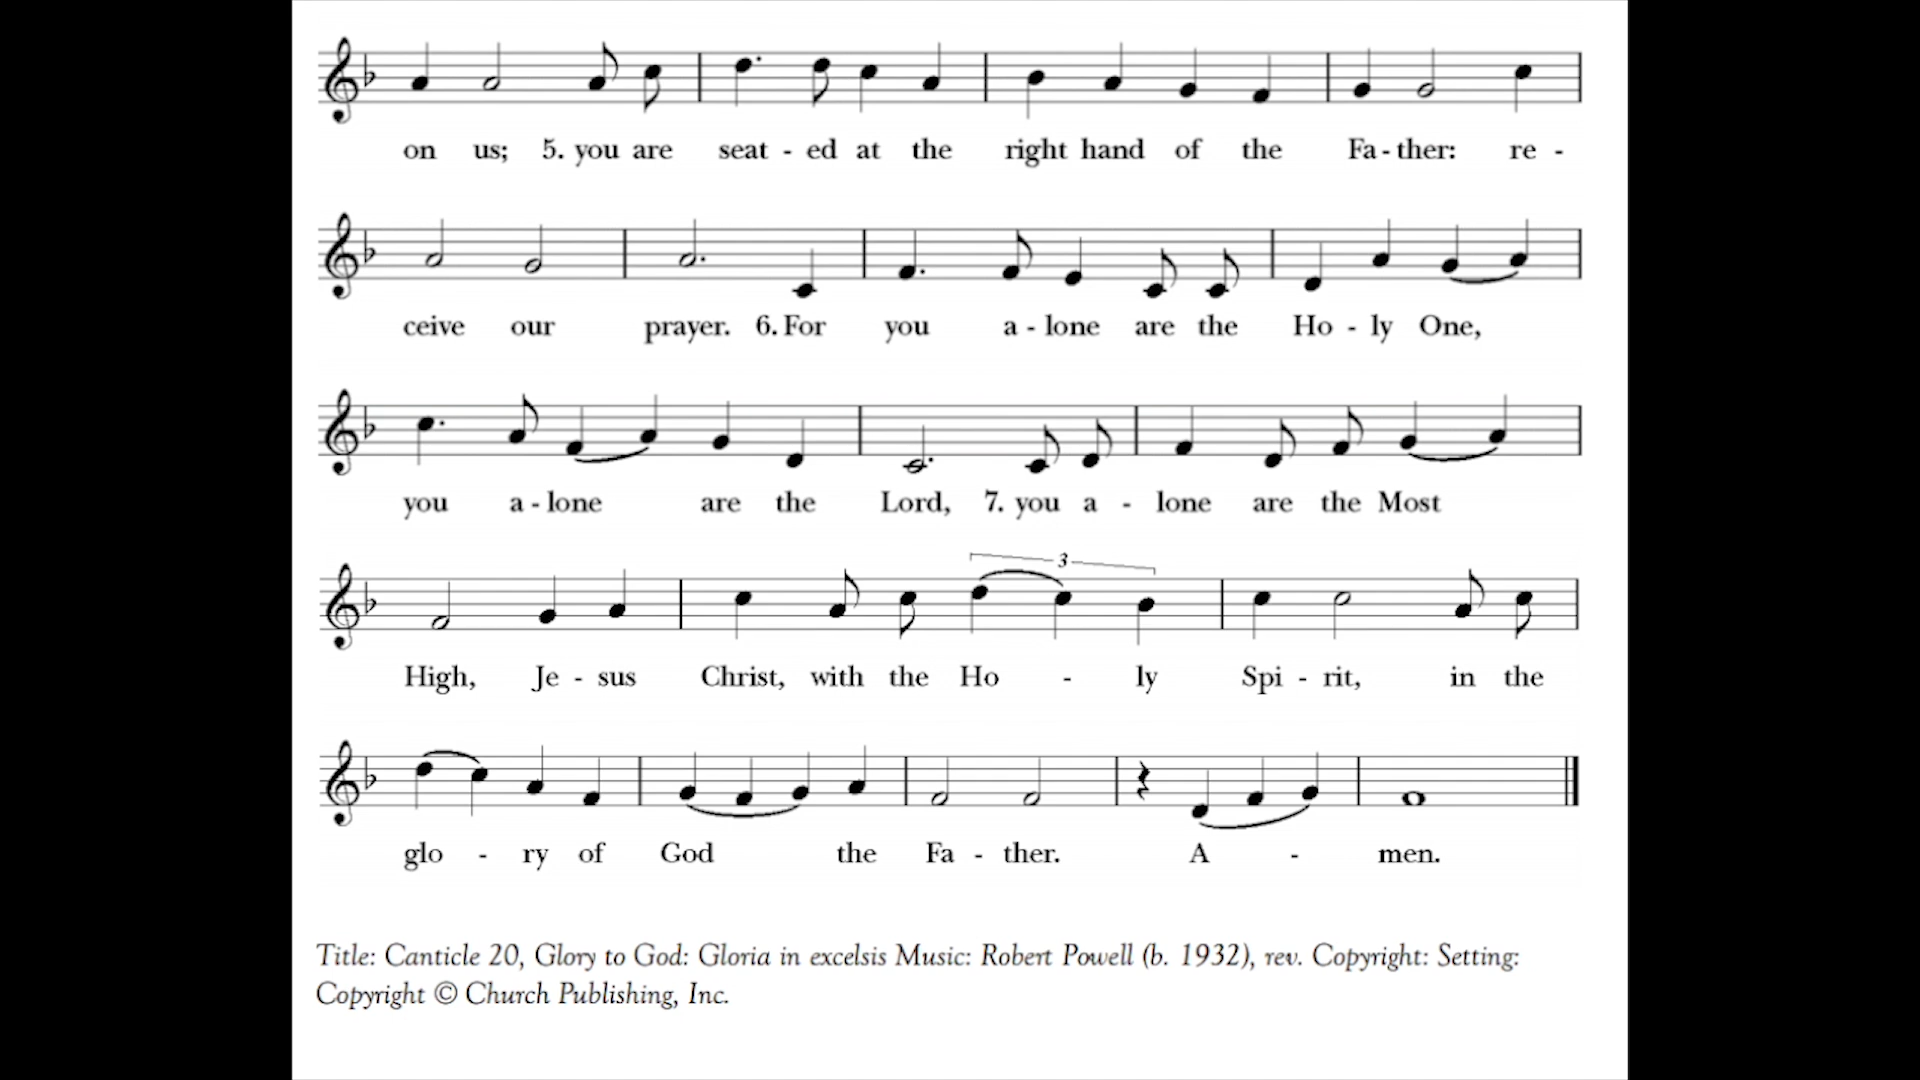 on us; 5. you are seat - ed at the right hand of the Fa - ther: re -
ceive our prayer. 6. For you a - lone are the Ho - ly One,
you a - lone are the Lord, 7. you a - lone are the Most
3
High, Je - sus Christ, with the Ho - ly Spi - rit, in the
glo - ry of God the Fa - ther. A - men.
Title: Canticle 20, Glory to God: Gloria in excelsis Music: Robert Powell (b. 1932), rev. Copyright: Setting:
Copyright © Church Publishing, Inc.